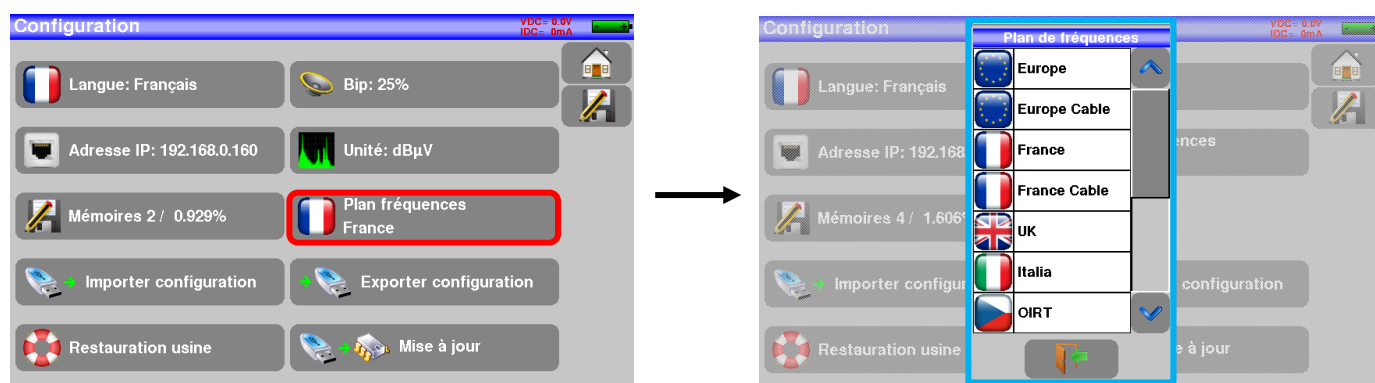 Configuration
VDC= 0.0V
IDC= 0mA
Langue: Français
Bip: 25%
Adresse IP: 192.168.0.160
Unité: dBµV
Mémoires 2 / 0.929%
Plan fréquences
France
Importer configuration
Exporter configuration
Restauration usine
Mise à jour
Configuration
VDC= 0.0V
IDC= 0mA
Plan de fréquences
Langue: Français
Adresse IP: 192.168
ences
Mémoires 4 / 1.606%
Importer configur
configuration
Restauration usine
e à jour
Europe
Europe Cable
France
France Cable
UK
Italia
OIRT